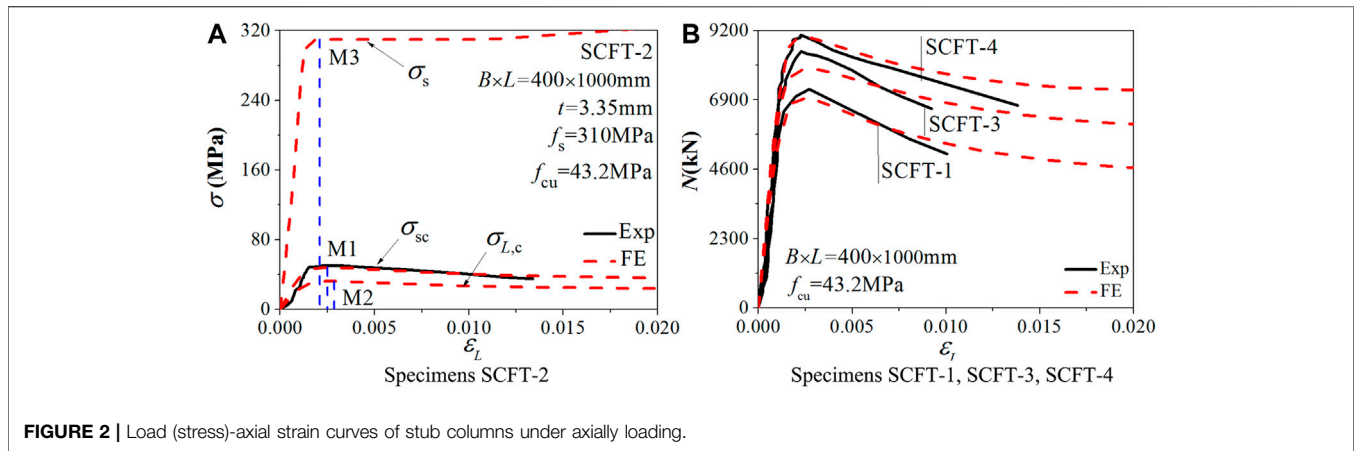 A
B
320
240
160
80
0
σ (MPa)
M3
σs
SCFT-2
B×L=400×1000mm
t=3.35mm
fs=310MPa
fcu=43.2MPa
M1
σsc
σL,c
M2
Exp
FE
0.000 0.005 0.010 0.015 0.020
εL
Specimens SCFT-2
9200
6900
4600
2300
0
N(kN)
SCFT-4
SCFT-3
SCFT-1
B×L=400×1000mm
fcu=43.2MPa
Exp
FE
0.000 0.005 0.010 0.015 0.020
Specimens SCFT-1, SCFT-3, SCFT-4
FIGURE 2 | Load (stress)-axial strain curves of stub columns under axially loading.